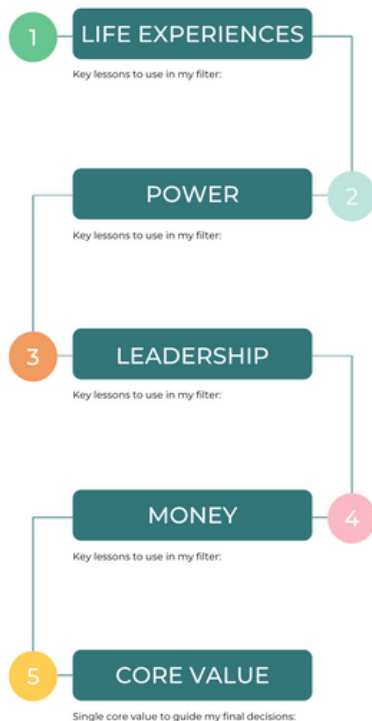 1
LIFE EXPERIENCES
Key lessons to use in my filter:
POWER
2
Key lessons to use in my filter:
3
LEADERSHIP
Key lessons to use in my filter:
MONEY
4
Key lessons to use in my filter:
5
CORE VALUE
Single core value to guide my final decisions: